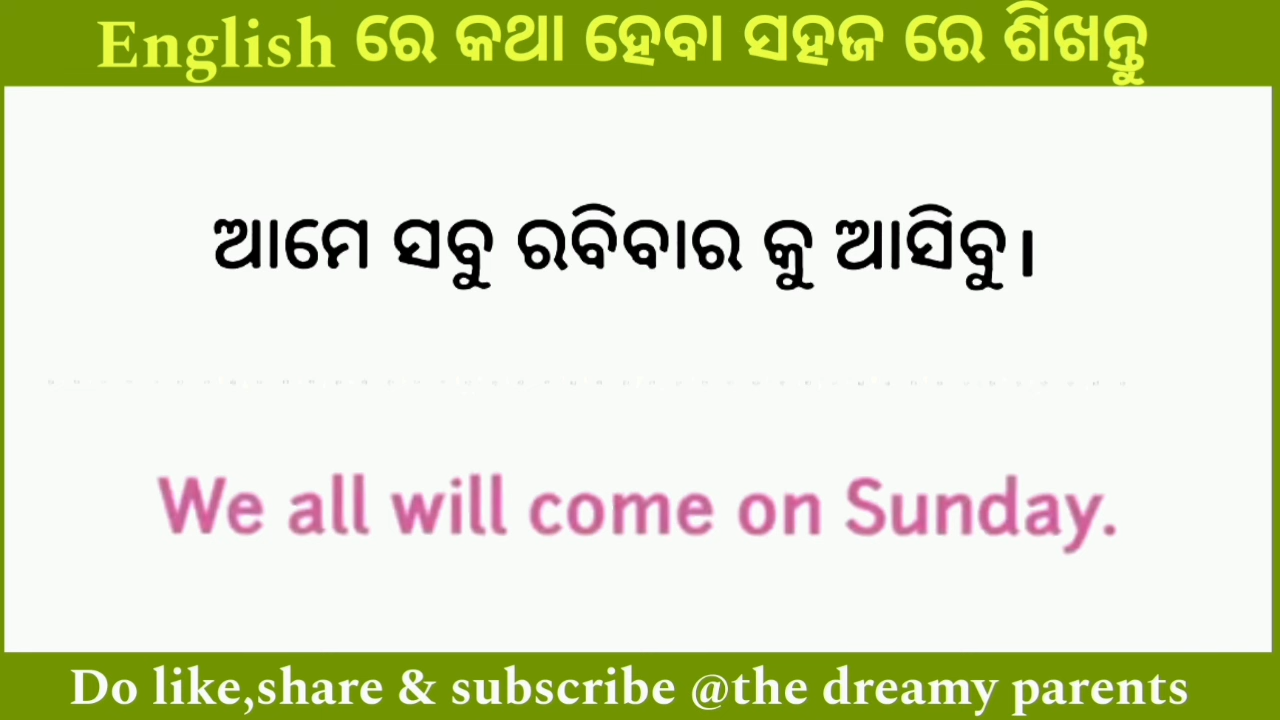 English ରେ କଥା ହେବା ସହଜ ରେ ଶିଖନ୍ତୁ
ଆମେ ସବୁ ରବିବାର କୁ ଆସିବୁ।
We all will come on Sunday.
Do like,share & subscribe @the dreamy parents